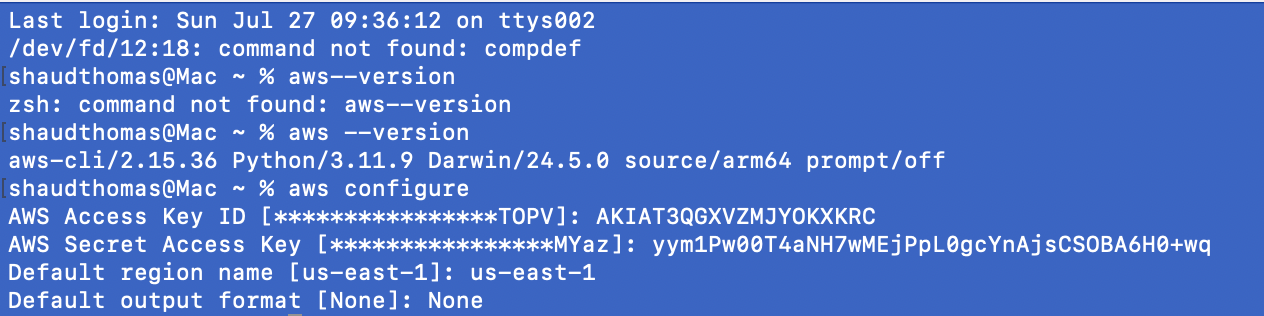 Last login: Sun Jul 27 09:36:12 on ttys002
/dev/fd/12:18: command not found: compdef
[shaudthomas@Mac ~ % aws--version
zsh: command not found: aws--version
[shaudthomas@Mac ~ % aws --version
aws-cli/2.15.36 Python/3.11.9 Darwin/24.5.0 source/arm64 prompt/off
[shaudthomas@Mac ~ % aws configure
AWS Access Key ID [****************TOPV]: AKIAT3QGXVZMJYOKXKRC
AWS Secret Access Key [****************MYaz]: 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
Default region name [us-east-1]: us-east-1
Default output format [None]: None